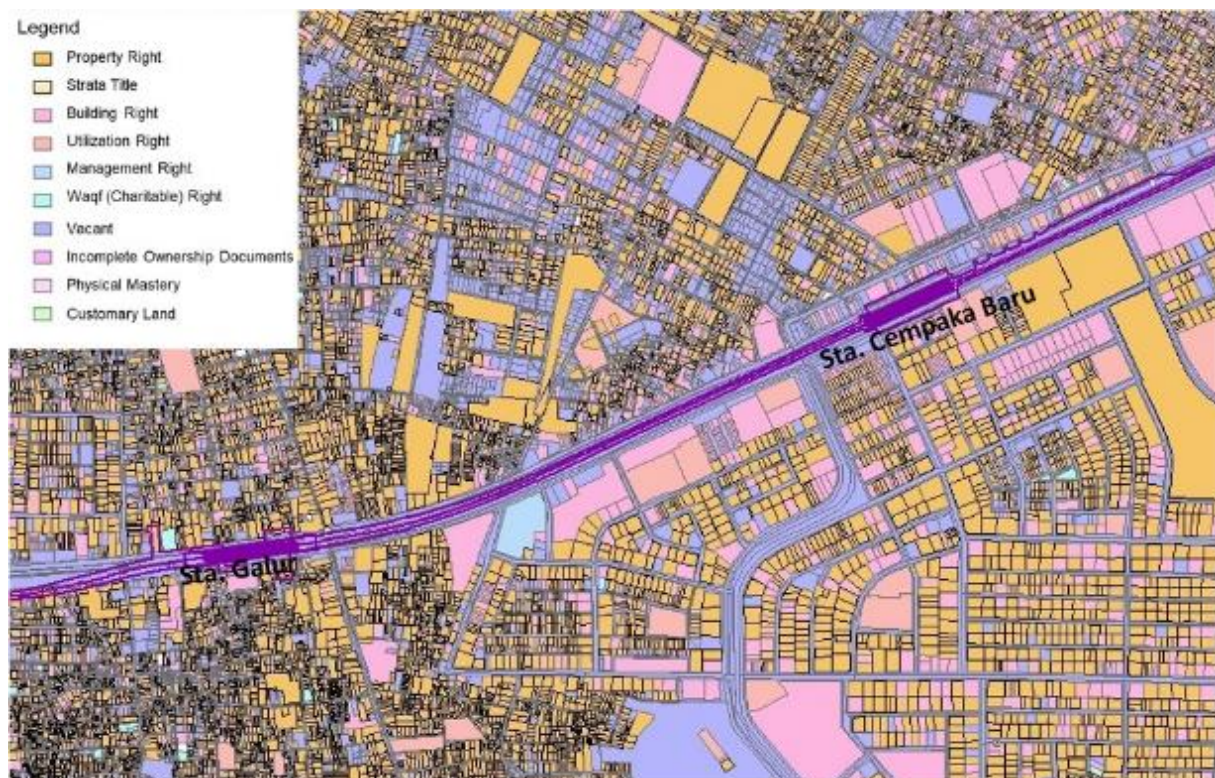 Legend
Property Right
Strata Title
Building Right
Utilization Right
Management Right
Waqf (Charitable) Right
Vacant
Incomplete Ownership Documents
Physical Mastery
Customary Land
Sta. Cempaka Baru
Sta. Galur